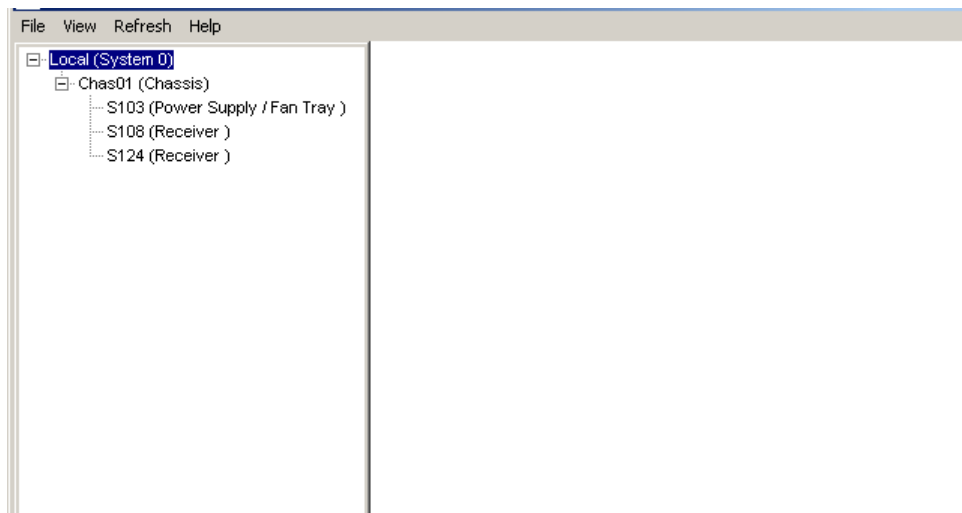 File View Refresh Help
Local (System 0)
Chas01 (Chassis)
S103 (Power Supply / Fan Tray )
S108 (Receiver )
S124 (Receiver )